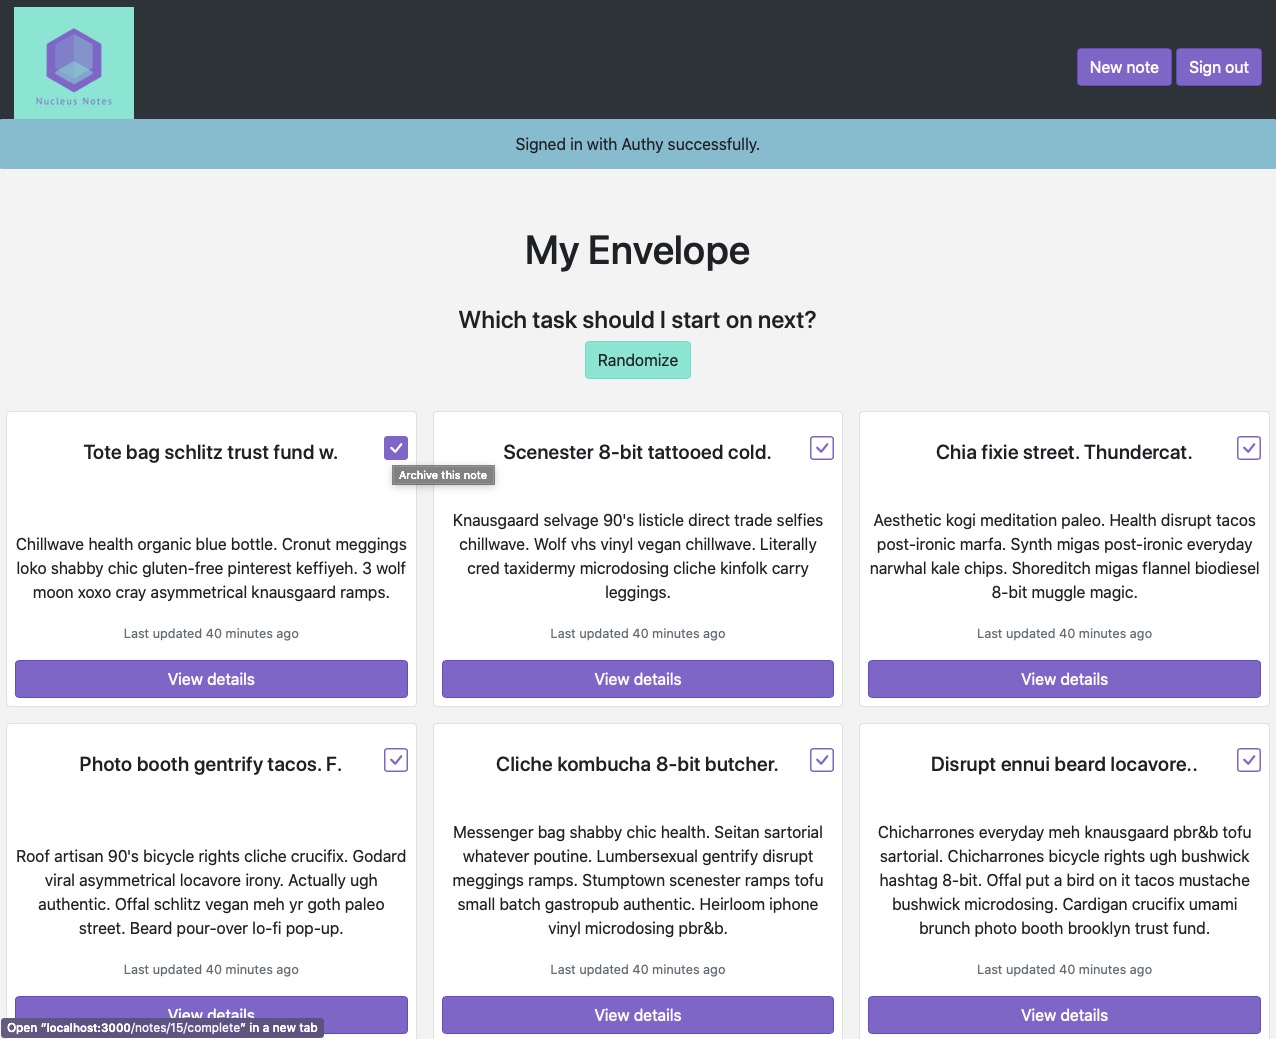 Nucleus Notes
New note
Sign out
Signed in with Authy successfully.
My Envelope
Which task should I start on next?
Randomize
Tote bag schlitz trust fund w.
Archive this note
Chillwave health organic blue bottle. Cronut meggings
loko shabby chic gluten-free pinterest keffiyeh. 3 wolf
moon xoxo cray asymmetrical knausgaard ramps.
Last updated 40 minutes ago
View details
Scenester 8-bit tattooed cold.
Knausgaard selvage 90's listicle direct trade selfies
chillwave. Wolf vhs vinyl vegan chillwave. Literally
cred taxidermy microdosing cliche kinfolk carry
leggings.
Last updated 40 minutes ago
View details
Chia fixie street. Thundercat.
Aesthetic kogi meditation paleo. Health disrupt tacos
post-ironic marfa. Synth migas post-ironic everyday
narwhal kale chips. Shoreditch migas flannel biodiesel
8-bit muggle magic.
Last updated 40 minutes ago
View details
Photo booth gentrify tacos. F.
Roof artisan 90's bicycle rights cliche crucifix. Godard
viral asymmetrical locavore irony. Actually ugh
authentic. Offal schlitz vegan meh yr goth paleo
street. Beard pour-over lo-fi pop-up.
Last updated 40 minutes ago
View details
Cliche kombucha 8-bit butcher.
Messenger bag shabby chic health. Seitan sartorial
whatever poutine. Lumbersexual gentrify disrupt
meggings ramps. Stumptown scenester ramps tofu
small batch gastropub authentic. Heirloom iphone
vinyl microdosing pbr&b.
Last updated 40 minutes ago
View details
Disrupt ennui beard locavore..
Chicharrones everyday meh knausgaard pbr&b tofu
sartorial. Chicharrones bicycle rights ugh bushwick
hashtag 8-bit. Offal put a bird on it tacos mustache
bushwick microdosing. Cardigan crucifix umami
brunch photo booth brooklyn trust fund.
Last updated 40 minutes ago
View details
Open "localhost:3000/notes/15/complete" in a new tab